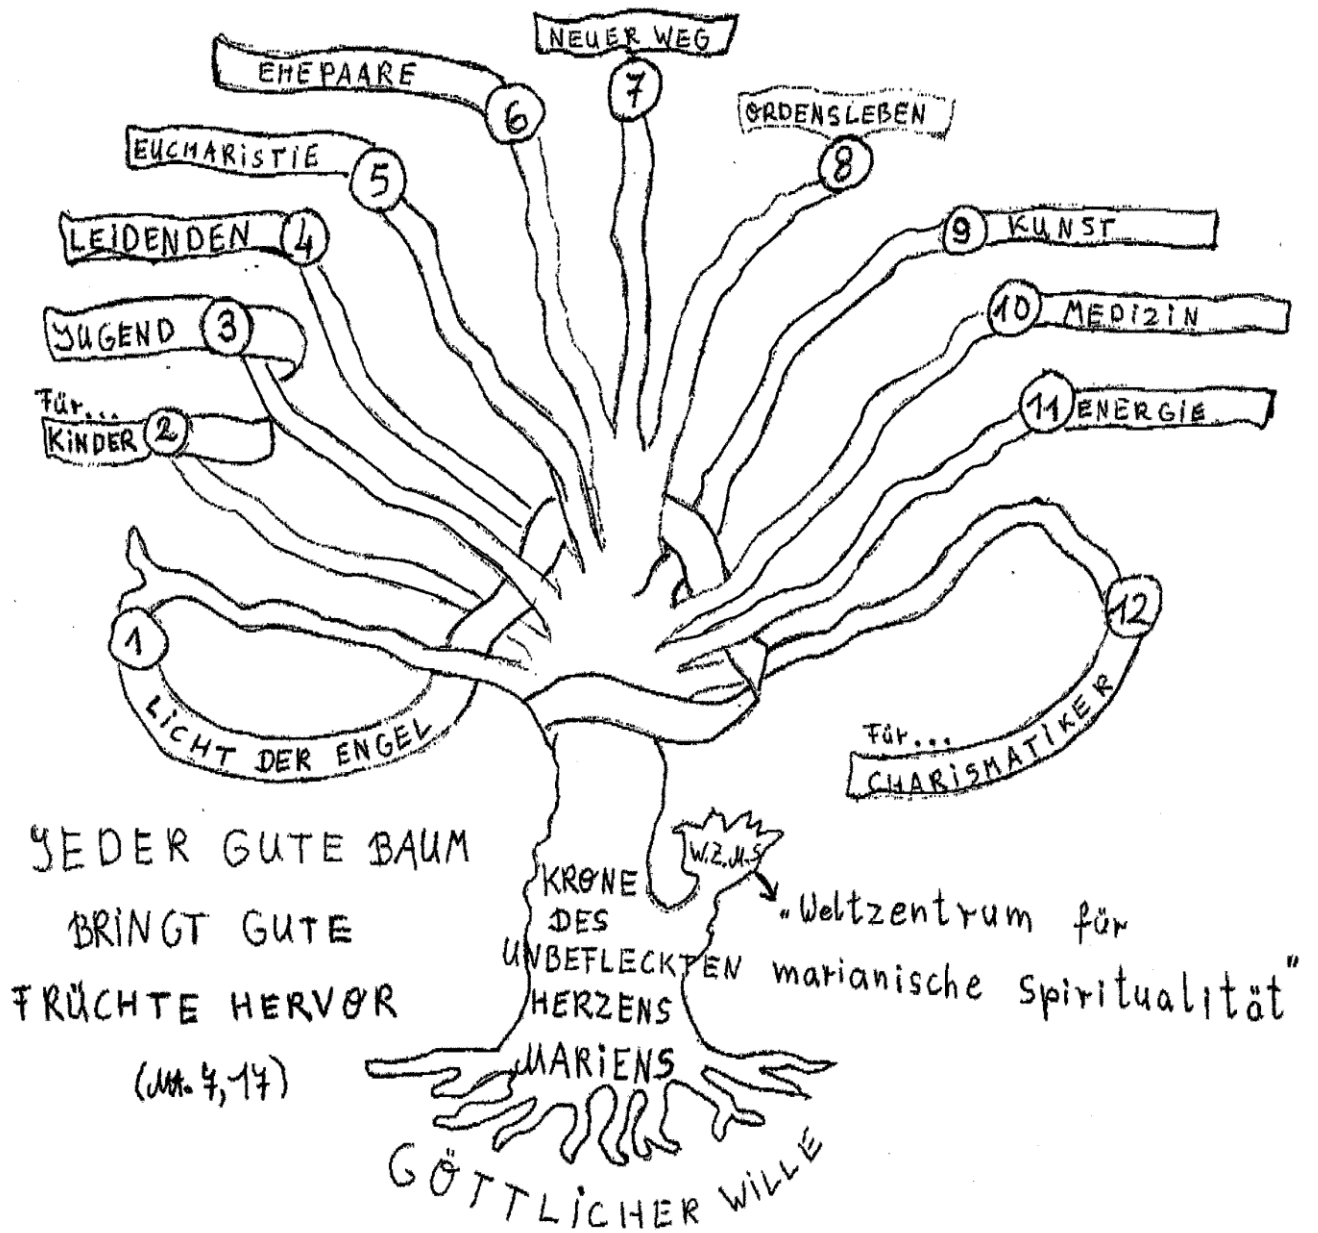 NEUER WEG
7
EHEPAARE
6
ORDENSLEBEN
8
EUCHARISTIE
5
LEIDENDEN
4
9
KUNST
JUGEND
3
10
MEDIZIN
Für...
KINDER
2
11
ENERGIE
1
LICHT DER ENGEL
12
Für...
CHARISMATIKER
JEDER GUTE BAUM
BRINGT GUTE
FRÜCHTE HERVOR
(Mt. 7,17)
KRONE
DES
UNBEFLECKTEN
HERZENS
MARIENS
W.Z.M.S
"Weltzentrum für
marianische Spiritualität"
GÖTTLICHER WILLE